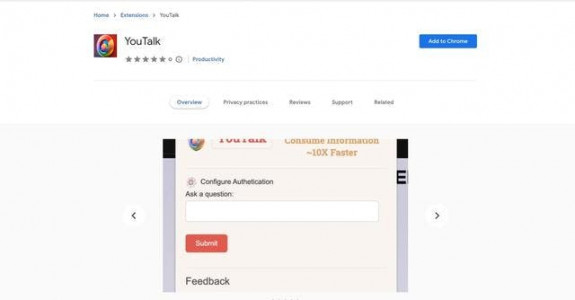 Home > Extensions > YouTalk
YouTalk
0
Productivity
Add to Chrome
Overview
Privacy practices
Reviews
Support
Related
YouTalk
Consume Information
~10X Faster
Configure Authetication
Ask a question:
Submit
Feedback